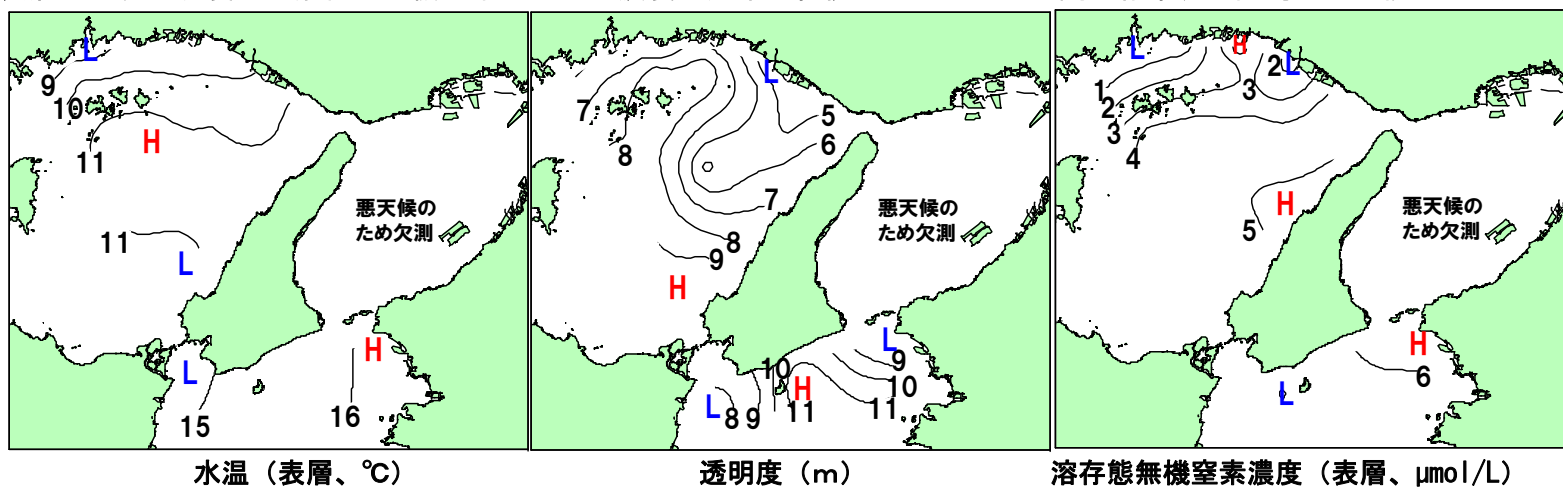 L
9
10
H
11
悪天候の
ため欠測
11
L
H
L
15
16
水温（表層、℃）
L
7
5
8
6
7
悪天候の
ため欠測
8
9
H
L
10
9
H
10
L
8
9
11
11
透明度（m）
L
H
L
2
1
2
3
3
4
悪天候の
ため欠測
H
5
H
6
L
溶存態無機窒素濃度（表層、μmol/L）